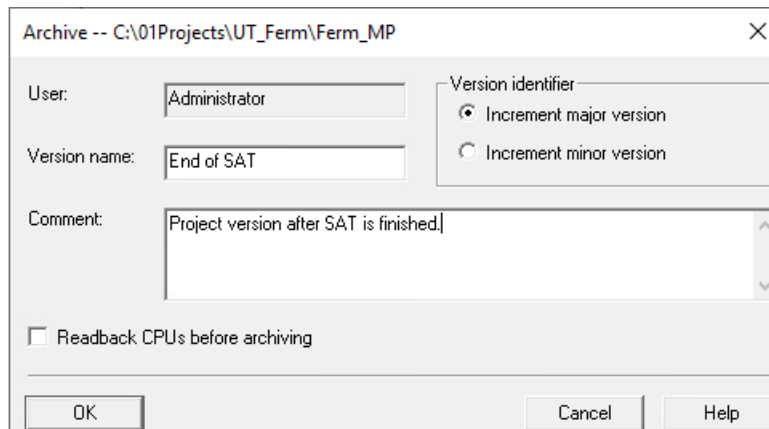 Archive -- C:\01Projects\UT_Ferm\Ferm_MP
User:
Administrator
Version identifier
Increment major version
Increment minor version
Version name:
End of SAT
Comment:
Project version after SAT is finished.
Readback CPUs before archiving
OK
Cancel
Help